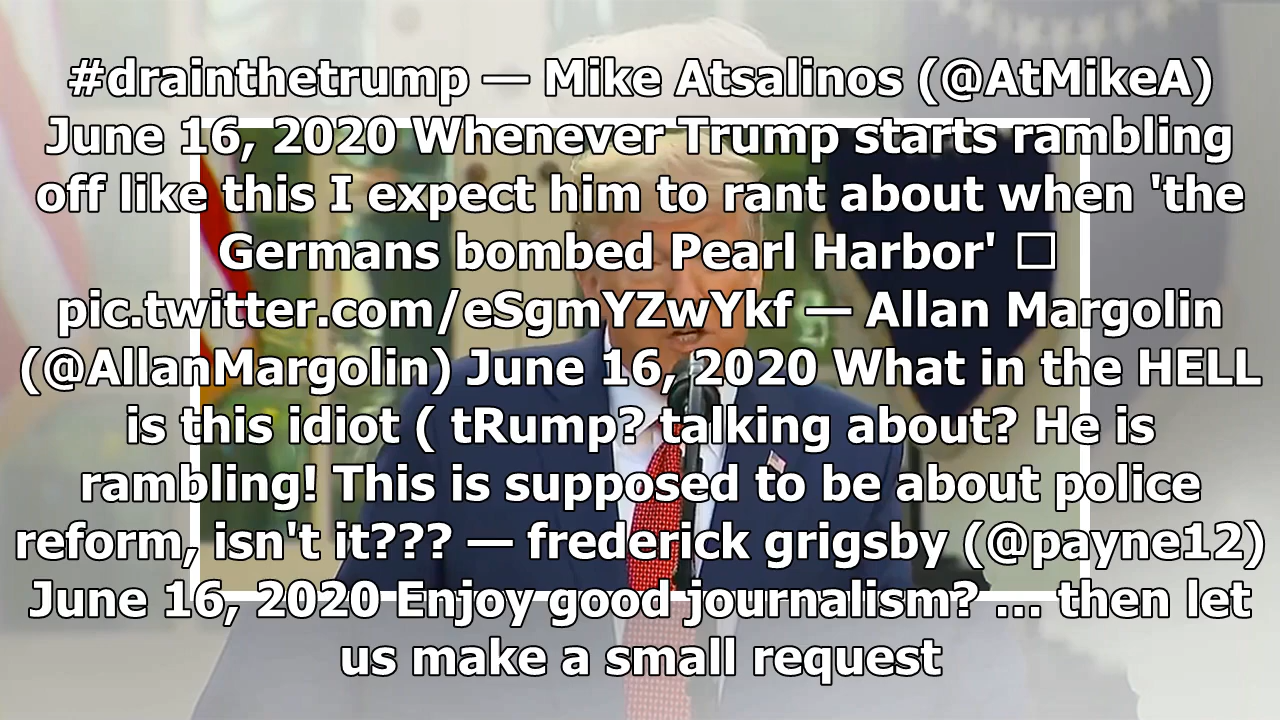 #drainthetrump — Mike Atsalinos (@AtMikeA)
June 16, 2020 Whenever Trump starts rambling
off like this I expect him to rant about when 'the
Germans bombed Pearl Harbor' □
pic.twitter.com/eSgmYZwYkf — Allan Margolin
(@AllanMargolin) June 16, 2020 What in the HELL
is this idiot ( tRump? talking about? He is
rambling! This is supposed to be about police
reform, isn't it??? — frederick grigsby (@payne12)
June 16, 2020 Enjoy good journalism? ... then let
us make a small request